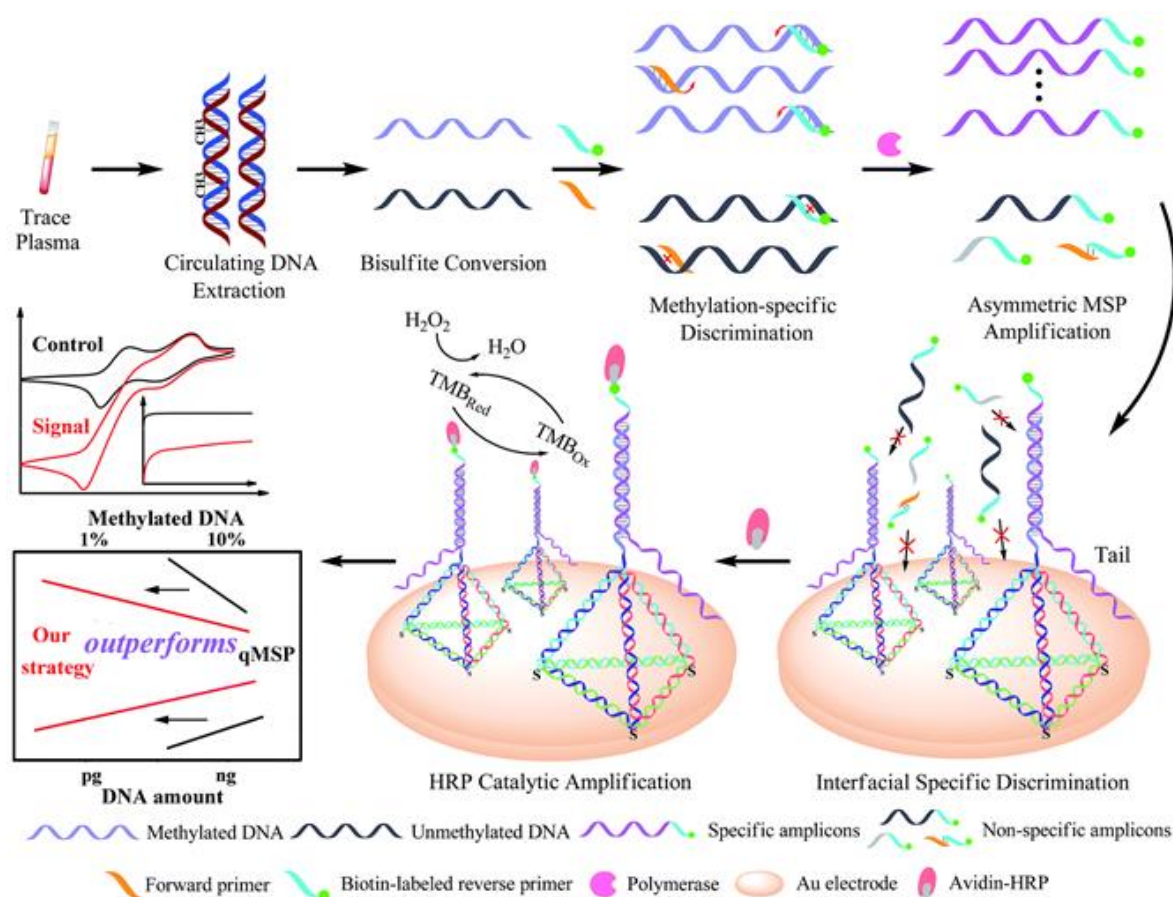 Trace
Plasma
CH3
CH3
Circulating DNA
Extraction
Bisulfite Conversion
Methylation-specific
Discrimination
Asymmetric MSP
Amplification
Control
Signal
H2O2
H2O
TMBRed
TMBOx
Tail
Methylated DNA
1% 10%
Our
strategy
outperforms
qMSP
pg ng
DNA amount
S S S
S S S
S S
S S S
HRP Catalytic Amplification
Interfacial Specific Discrimination
Methylated DNA Unmethylated DNA Specific amplicons Non-specific amplicons
Forward primer Biotin-labeled reverse primer Polymerase Au electrode Avidin-HRP